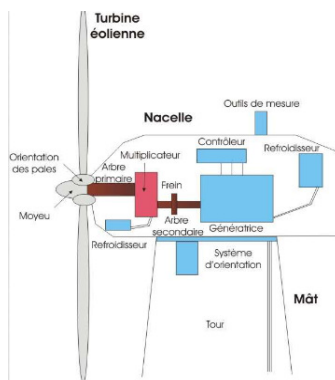 Turbine
éolienne
Nacelle
Outils de mesure
Contrôleur
Refroidisseur
Orientation
des pales
Arbre
primaire
Multiplicateur
Frein
Moyeu
Arbre
secondaire
Génératrice
Refroidisseur
Système
d'orientation
Mât
Tour